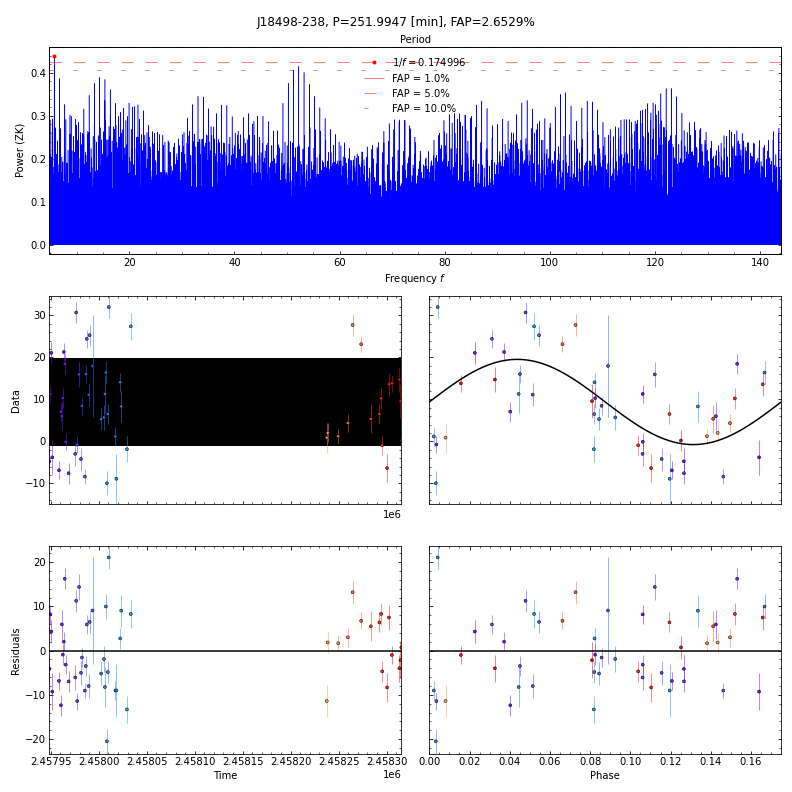 J18498-238, P=251.9947 [min], FAP=2.6529%
Period
1/f = 0.174996
FAP = 1.0%
FAP = 5.0%
FAP = 10.0%
Power (ZK)
0.4
0.3
0.2
0.1
0.0
20 40 60 80 100 120 140
Frequency f
Data
30
20
10
0
−10
1e6
Residuals
20
10
0
−10
−20
2.45795 2.45800 2.45805 2.45810 2.45815 2.45820 2.45825 2.45830
1e6
Time
0.00 0.02 0.04 0.06 0.08 0.10 0.12 0.14 0.16
Phase